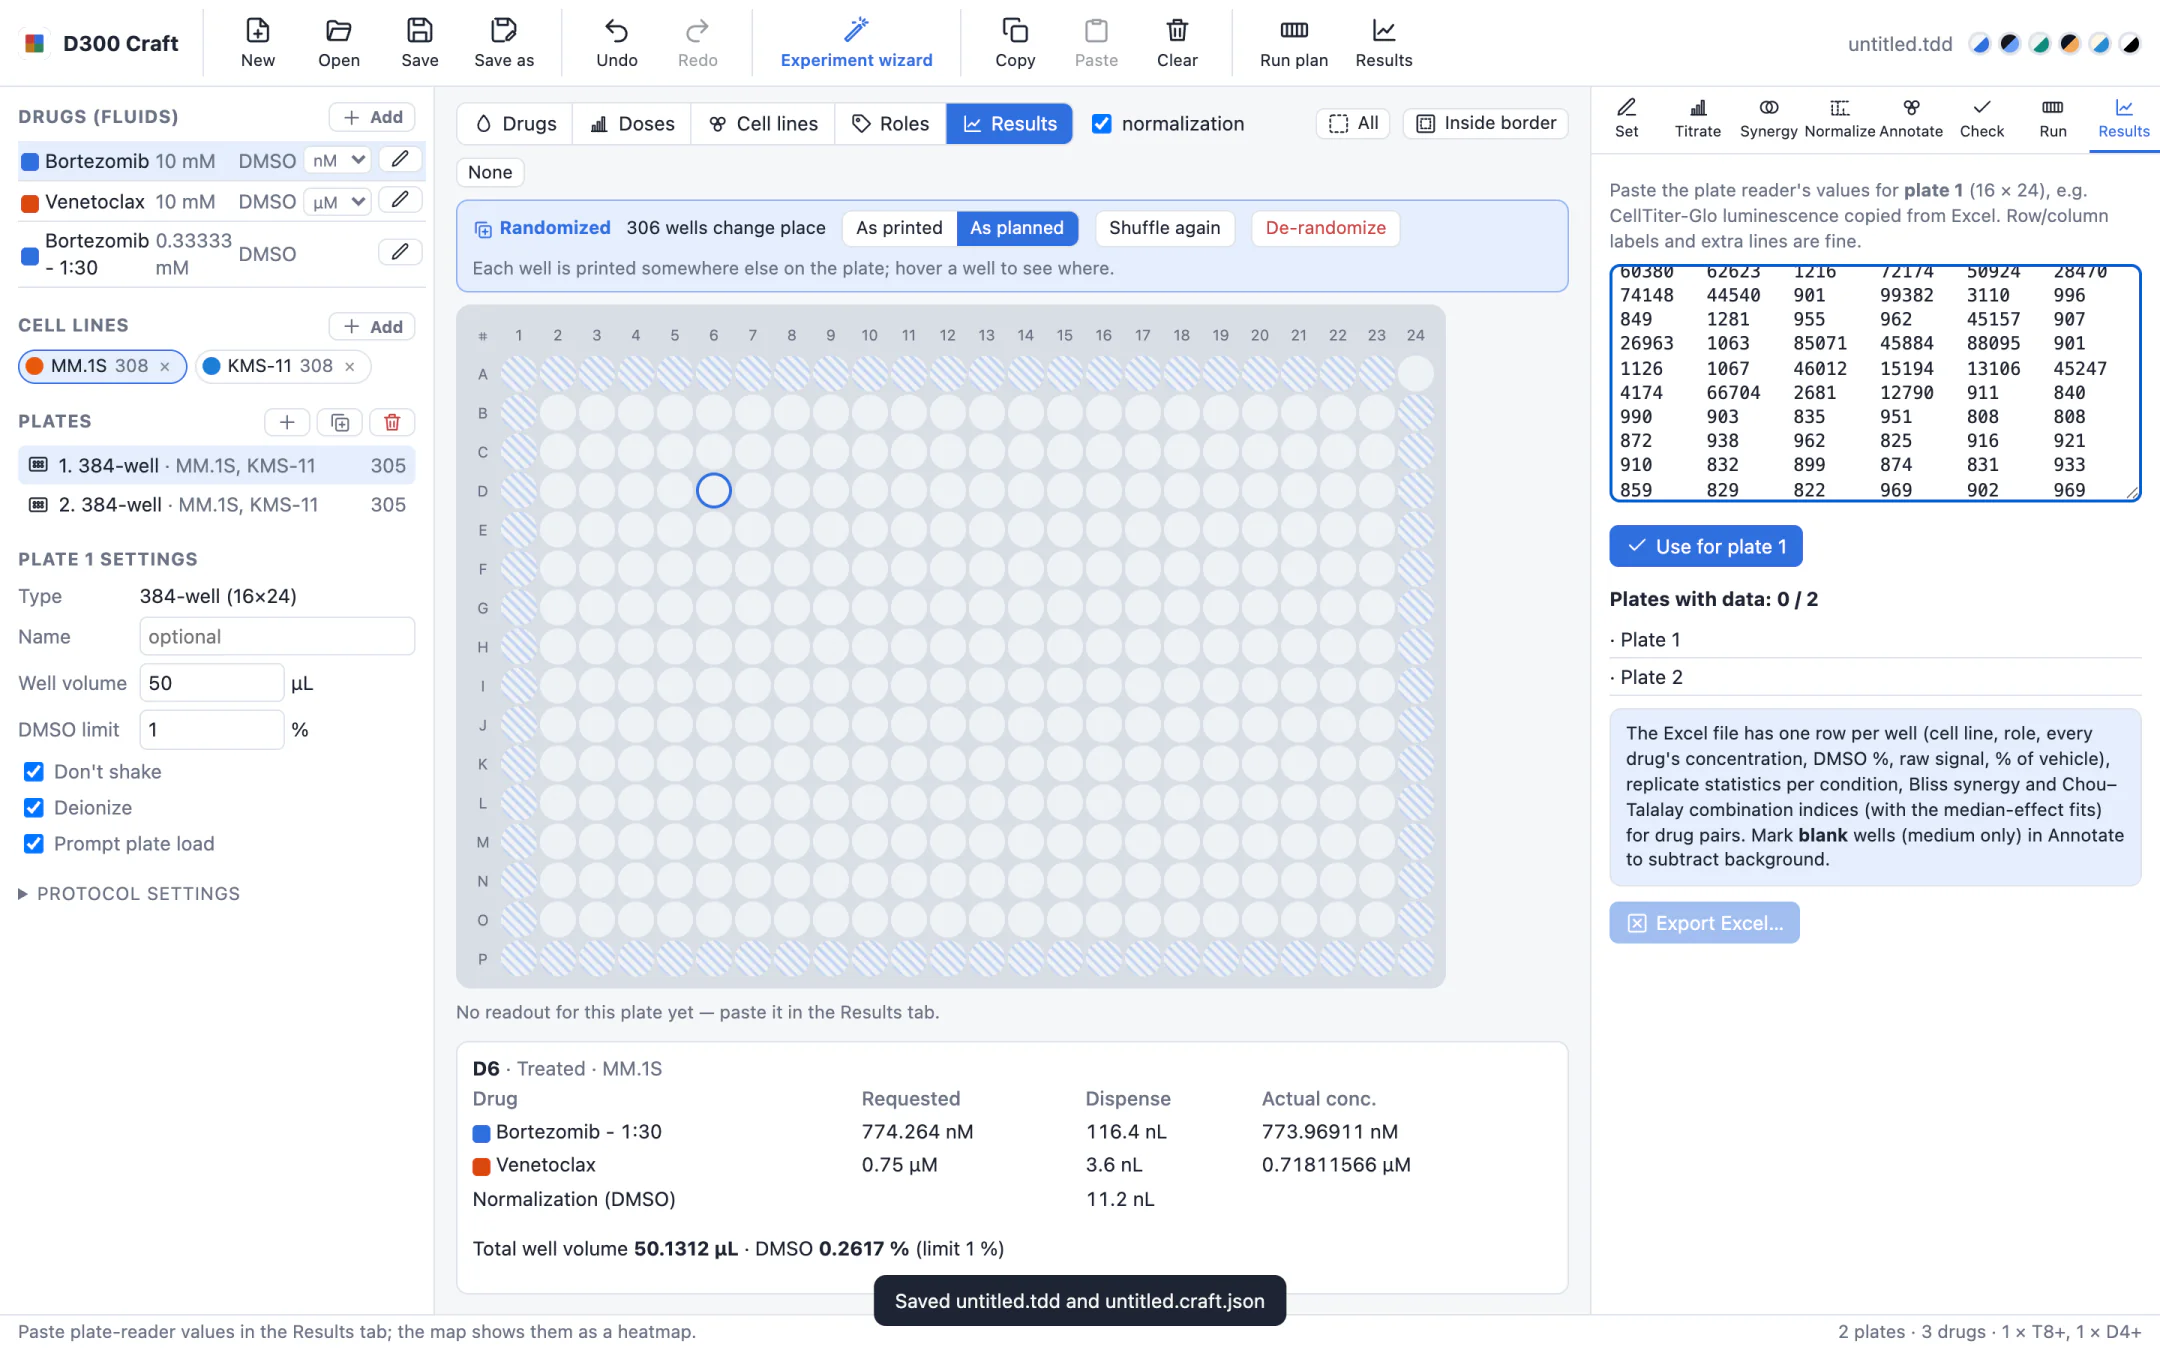 D300 Craft
New
Open
Save
Save as
Undo
Redo
Experiment wizard
Copy
Paste
Clear
Run plan
Results
untitled.tdd
DRUGS (FLUIDS)
Add
Bortezomib 10 mM DMSO nM
Venetoclax 10 mM DMSO µM
Bortezomib 0.33333
- 1:30 mM DMSO
CELL LINES
Add
MM.1S 308 ×
KMS-11 308 ×
PLATES
1. 384-well · MM.1S, KMS-11 305
2. 384-well · MM.1S, KMS-11 305
PLATE 1 SETTINGS
Type 384-well (16×24)
Name optional
Well volume 50 µL
DMSO limit 1 %
Don't shake
Deionize
Prompt plate load
PROTOCOL SETTINGS
Drugs
Doses
Cell lines
Roles
Results
normalization
All
Inside border
None
Randomized 306 wells change place As printed As planned Shuffle again De-randomize
Each well is printed somewhere else on the plate; hover a well to see where.
# 1 2 3 4 5 6 7 8 9 10 11 12 13 14 15 16 17 18 19 20 21 22 23 24
A
B
C
D
E
F
G
H
I
J
K
L
M
N
O
P
No readout for this plate yet — paste it in the Results tab.
D6 · Treated · MM.1S
Drug Requested Dispense Actual conc.
Bortezomib - 1:30 774.264 nM 116.4 nL 773.96911 nM
Venetoclax 0.75 µM 3.6 nL 0.71811566 µM
Normalization (DMSO) 11.2 nL
Total well volume 50.1312 µL · DMSO 0.2617 % (limit 1 %)
Saved untitled.tdd and untitled.craft.json
Set
Titrate
Synergy
Normalize
Annotate
Check
Run
Results
Paste the plate reader's values for plate 1 (16 × 24), e.g.
CellTiter-Glo luminescence copied from Excel. Row/column
labels and extra lines are fine.
60380 62623 1216 72174 50924 28470
74148 44540 901 99382 3110 996
849 1281 955 962 45157 907
26963 1063 85071 45884 88095 901
1126 1067 46012 15194 13106 45247
4174 66704 2681 12790 911 840
990 903 835 951 808 808
872 938 962 825 916 921
910 832 899 874 831 933
859 829 822 969 902 969
Use for plate 1
Plates with data: 0 / 2
· Plate 1
· Plate 2
The Excel file has one row per well (cell line, role, every
drug's concentration, DMSO %, raw signal, % of vehicle),
replicate statistics per condition, Bliss synergy and Chou–
Talalay combination indices (with the median-effect fits)
for drug pairs. Mark blank wells (medium only) in Annotate
to subtract background.
Export Excel...
Paste plate-reader values in the Results tab; the map shows them as a heatmap.
2 plates · 3 drugs · 1 × T8+, 1 × D4+